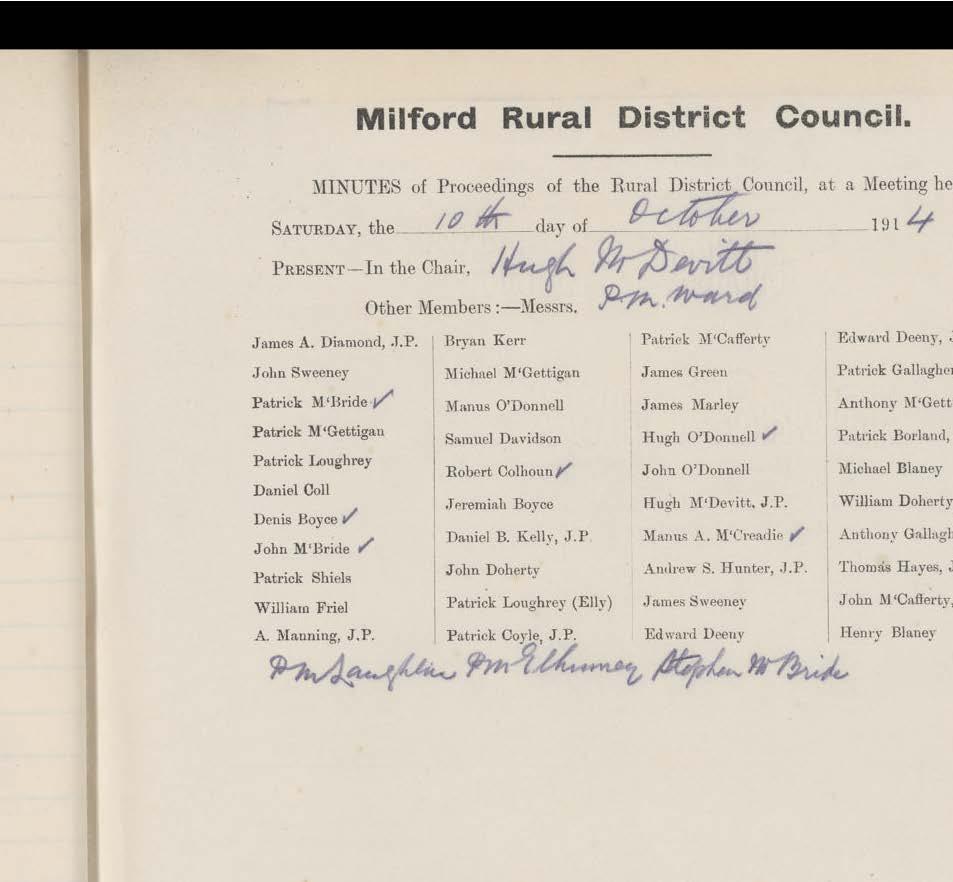 Milford Rural District Council.
MINUTES of Proceedings of the Rural District Council, at a Meeting he
SATURDAY, the 10th day of October 1914
PRESENT—In the Chair, Hugh McDevitt
Other Members :—Messrs. P.M. Ward
James A. Diamond, J.P.
John Sweeney
Patrick M‘Bride ✓
Patrick M‘Gettigan
Patrick Loughrey
Daniel Coll
Denis Boyce ✓
John M‘Bride ✓
Patrick Shiels
William Friel
A. Manning, J.P.
Bryan Kerr
Michael M‘Gettigan
Manus O’Donnell
Samuel Davidson
Robert Colhoun ✓
Jeremiah Boyce
Daniel B. Kelly, J.P.
John Doherty
Patrick Loughrey (Elly)
Patrick Coyle, J.P.
Patrick M‘Cafferty
James Green
James Marley
Hugh O’Donnell ✓
John O’Donnell
Hugh M‘Devitt, J.P.
Manus A. M‘Creadie ✓
Andrew S. Hunter, J.P.
James Sweeney
Edward Deeny
Edward Deeny, J
Patrick Gallagher
Anthony M‘Gett
Patrick Borland,
Michael Blaney
William Doherty
Anthony Gallagh
Thomas Hayes, J
John M‘Cafferty,
Henry Blaney
P McLaughlin P McElhinney Stephen McBride